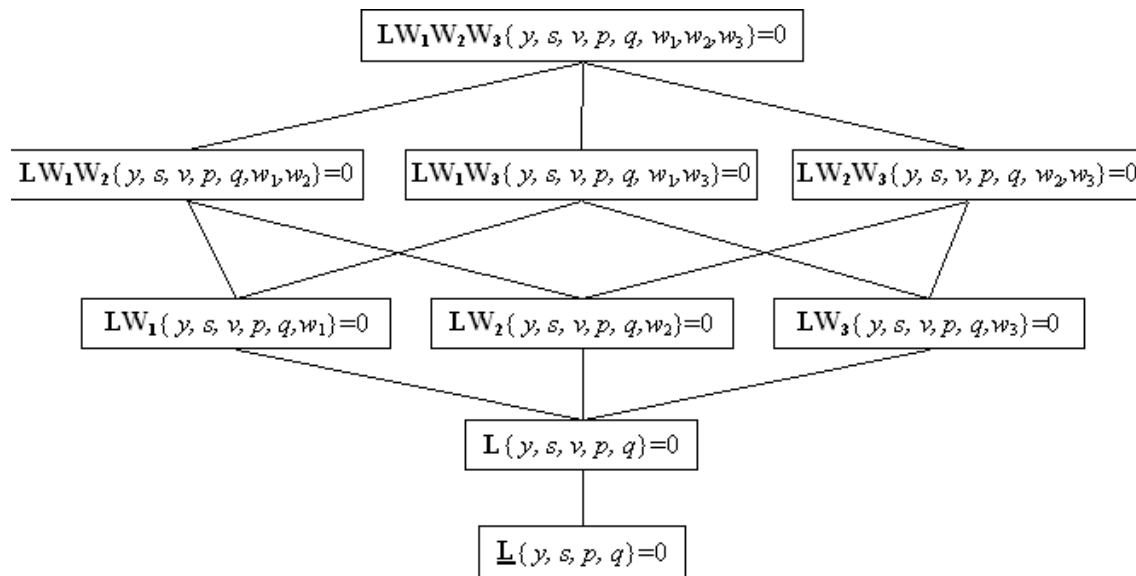 LW₁W₂W₃{ y, s, v, p, q, w₁,w₂,w₃}=0
LW₁W₂{ y, s, v, p, q,w₁,w₂}=0
LW₁W₃{ y, s, v, p, q, w₁,w₃}=0
LW₂W₃{ y, s, v, p, q, w₂,w₃}=0
LW₁{ y, s, v, p, q,w₁}=0
LW₂{ y, s, v, p, q,w₂}=0
LW₃{ y, s, v, p, q,w₃}=0
L{ y, s, v, p, q}=0
L{ y, s, p, q}=0